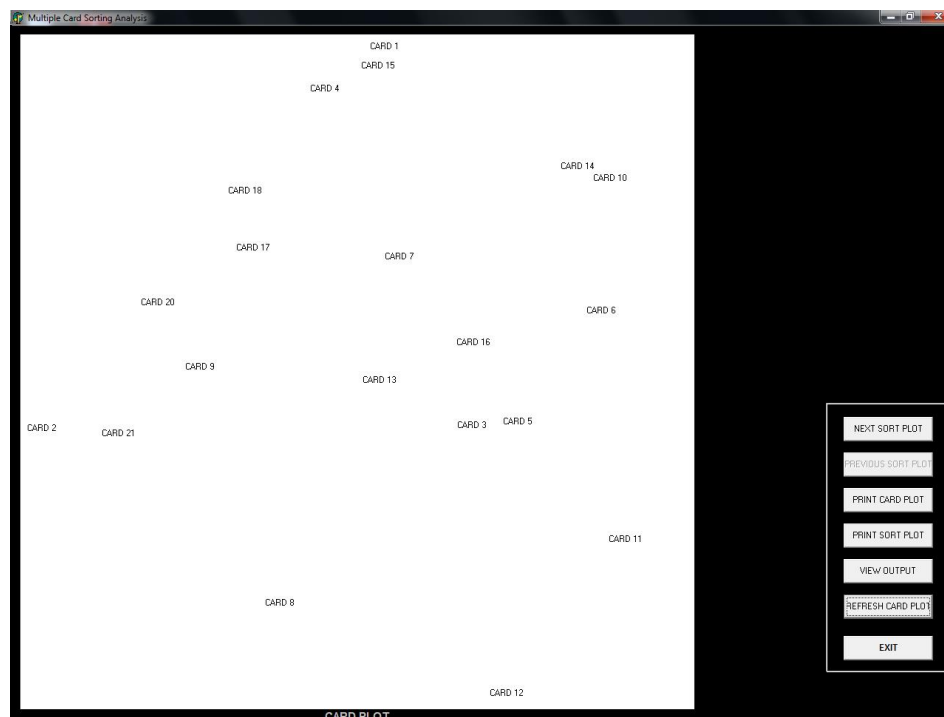 Multiple Card Sorting Analysis
CARD 1
CARD 15
CARD 4
CARD 14
CARD 10
CARD 18
CARD 17
CARD 7
CARD 20
CARD 6
CARD 16
CARD 9
CARD 13
CARD 2
CARD 21
CARD 3
CARD 5
CARD 11
CARD 8
CARD 12
CARD PLOT
NEXT SORT PLOT
PREVIOUS SORT PLOT
PRINT CARD PLOT
PRINT SORT PLOT
VIEW OUTPUT
REFRESH CARD PLOT
EXIT